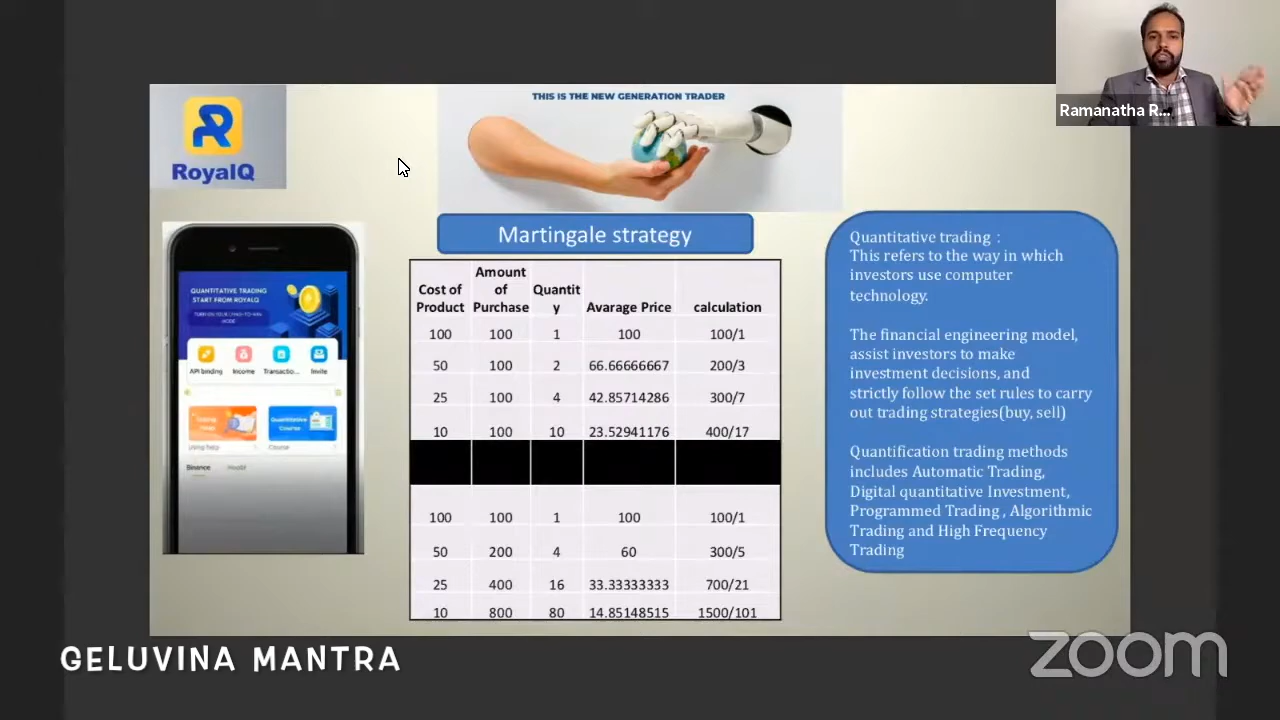 Ramanatha R...
THIS IS THE NEW GENERATION TRADER
RoyalQ
Martingale strategy
QUANTITATIVE TRADING
START FROM ROYALQ
API binding Income Transactio... Invite
Quantitative
Course
Course
Binance Huobi
Cost of Product Amount of Purchase Quantity Avarage Price calculation
100 100 1 100 100/1
50 100 2 66.66666667 200/3
25 100 4 42.85714286 300/7
10 100 10 23.52941176 400/17
100 100 1 100 100/1
50 200 4 60 300/5
25 400 16 33.33333333 700/21
10 800 80 14.85148515 1500/101
Quantitative trading :
This refers to the way in which
investors use computer
technology.
The financial engineering model,
assist investors to make
investment decisions, and
strictly follow the set rules to carry
out trading strategies(buy, sell)
Quantification trading methods
includes Automatic Trading,
Digital quantitative Investment,
Programmed Trading , Algorithmic
Trading and High Frequency
Trading
GELUVINA MANTRA
zoom